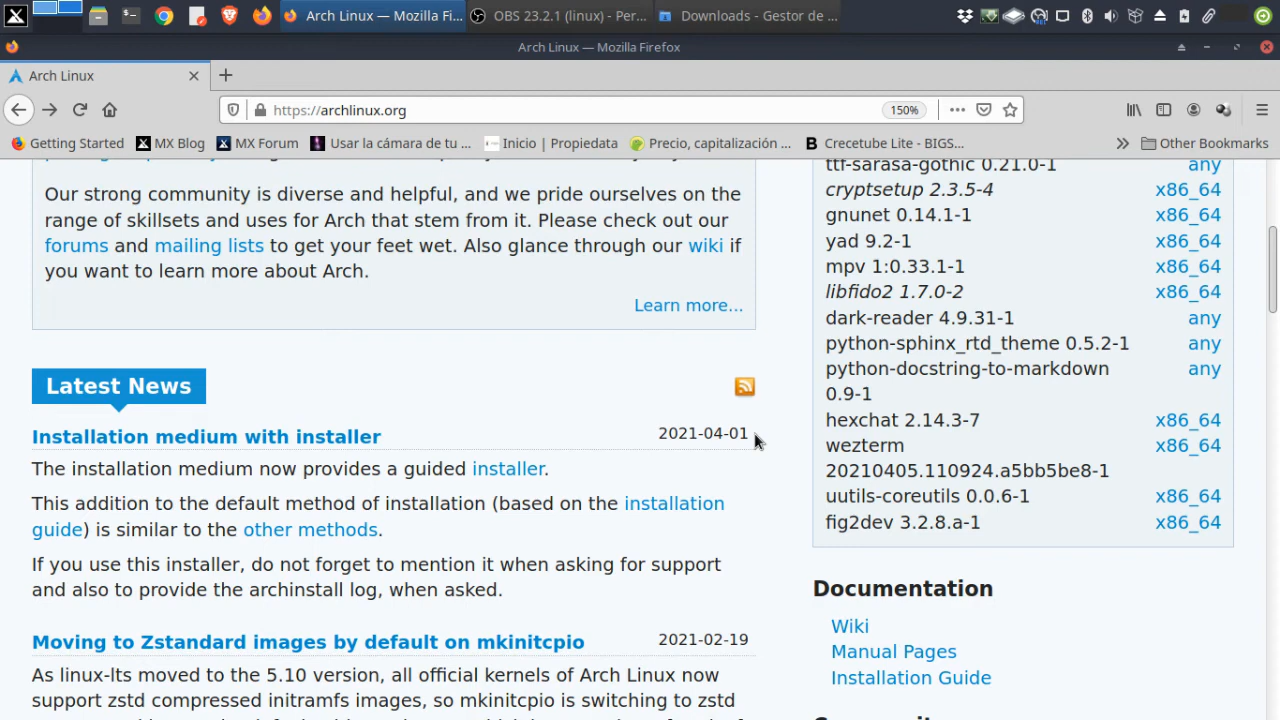 Arch Linux — Mozilla Fi...
OBS 23.2.1 (linux) - Per...
Downloads - Gestor de ...
Arch Linux — Mozilla Firefox
Arch Linux
https://archlinux.org
150%
Getting Started
MX Blog
MX Forum
Usar la cámara de tu ...
Inicio | Propiedata
Precio, capitalización ...
B Crecetube Lite - BIGS...
Other Bookmarks
Our strong community is diverse and helpful, and we pride ourselves on the
range of skillsets and uses for Arch that stem from it. Please check out our
forums and mailing lists to get your feet wet. Also glance through our wiki if
you want to learn more about Arch.
Learn more...
Latest News
Installation medium with installer 2021-04-01
The installation medium now provides a guided installer.
This addition to the default method of installation (based on the installation
guide) is similar to the other methods.
If you use this installer, do not forget to mention it when asking for support
and also to provide the archinstall log, when asked.
Moving to Zstandard images by default on mkinitcpio 2021-02-19
As linux-lts moved to the 5.10 version, all official kernels of Arch Linux now
support zstd compressed initramfs images, so mkinitcpio is switching to zstd
ttf-sarasa-gothic 0.21.0-1 any
cryptsetup 2.3.5-4 x86_64
gnunet 0.14.1-1 x86_64
yad 9.2-1 x86_64
mpv 1:0.33.1-1 x86_64
libfido2 1.7.0-2 x86_64
dark-reader 4.9.31-1 any
python-sphinx_rtd_theme 0.5.2-1 any
python-docstring-to-markdown any
0.9-1
hexchat 2.14.3-7 x86_64
wezterm x86_64
20210405.110924.a5bb5be8-1
uutils-coreutils 0.0.6-1 x86_64
fig2dev 3.2.8.a-1 x86_64
Documentation
Wiki
Manual Pages
Installation Guide